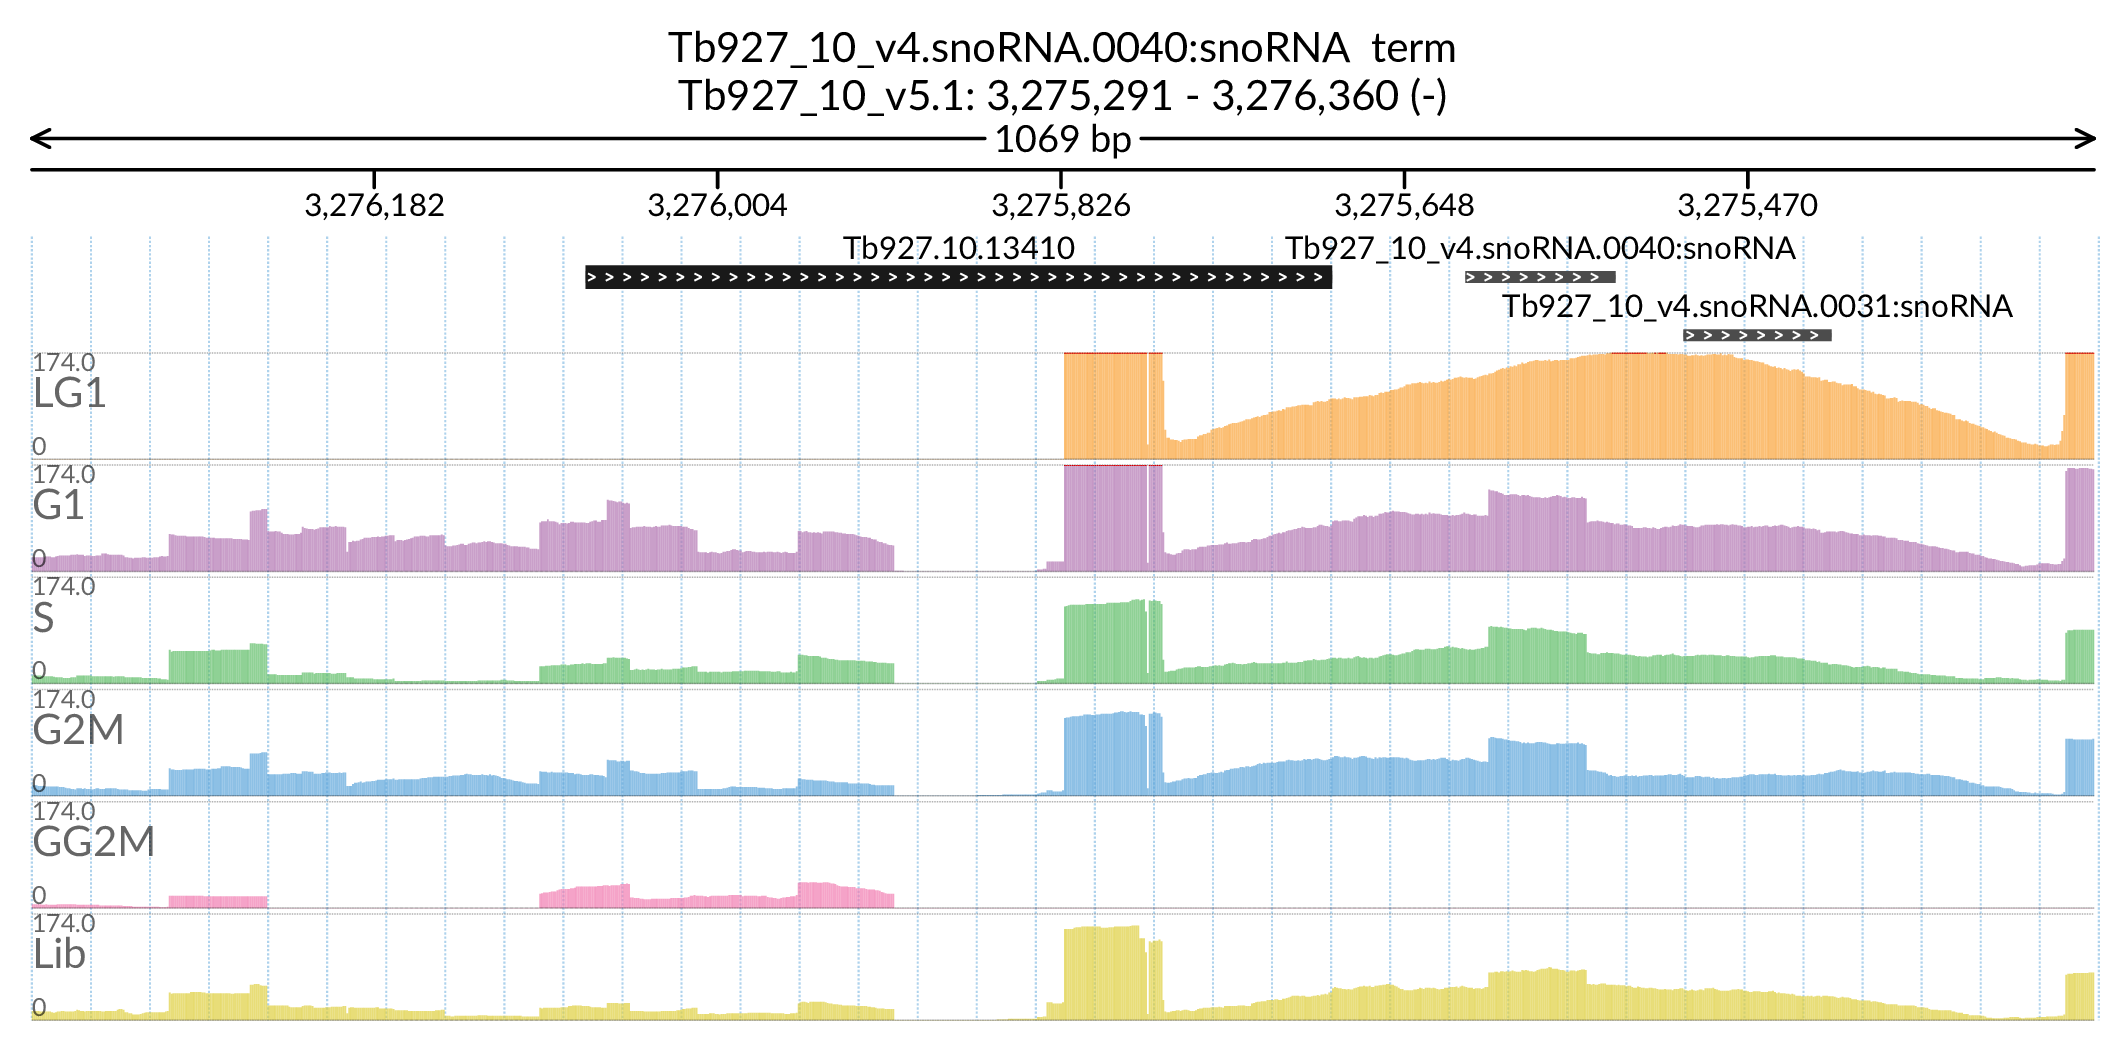 Tb927_10_v4.snoRNA.0040:snoRNA term
Tb927_10_v5.1: 3,275,291 - 3,276,360 (-)
1069 bp
3,276,182 3,276,004 3,275,826 3,275,648 3,275,470
Tb927.10.13410 Tb927_10_v4.snoRNA.0040:snoRNA
Tb927_10_v4.snoRNA.0031:snoRNA
174.0
LG1
0
174.0
G1
0
174.0
S
0
174.0
G2M
0
174.0
GG2M
0
174.0
Lib
0